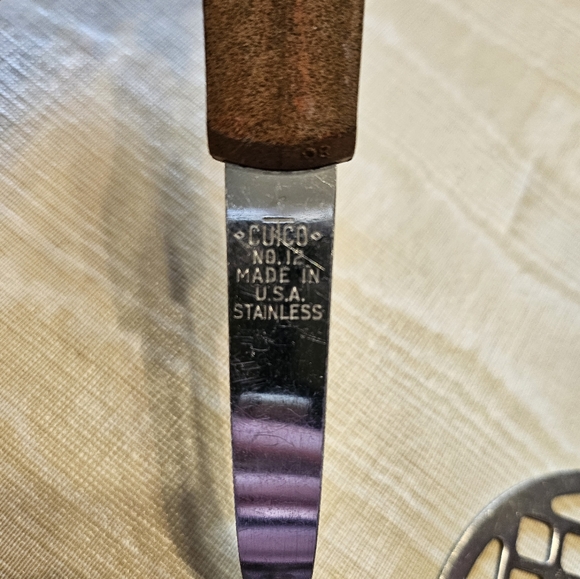 CUTCO
NO. 12
MADE IN
U.S.A.
STAINLESS